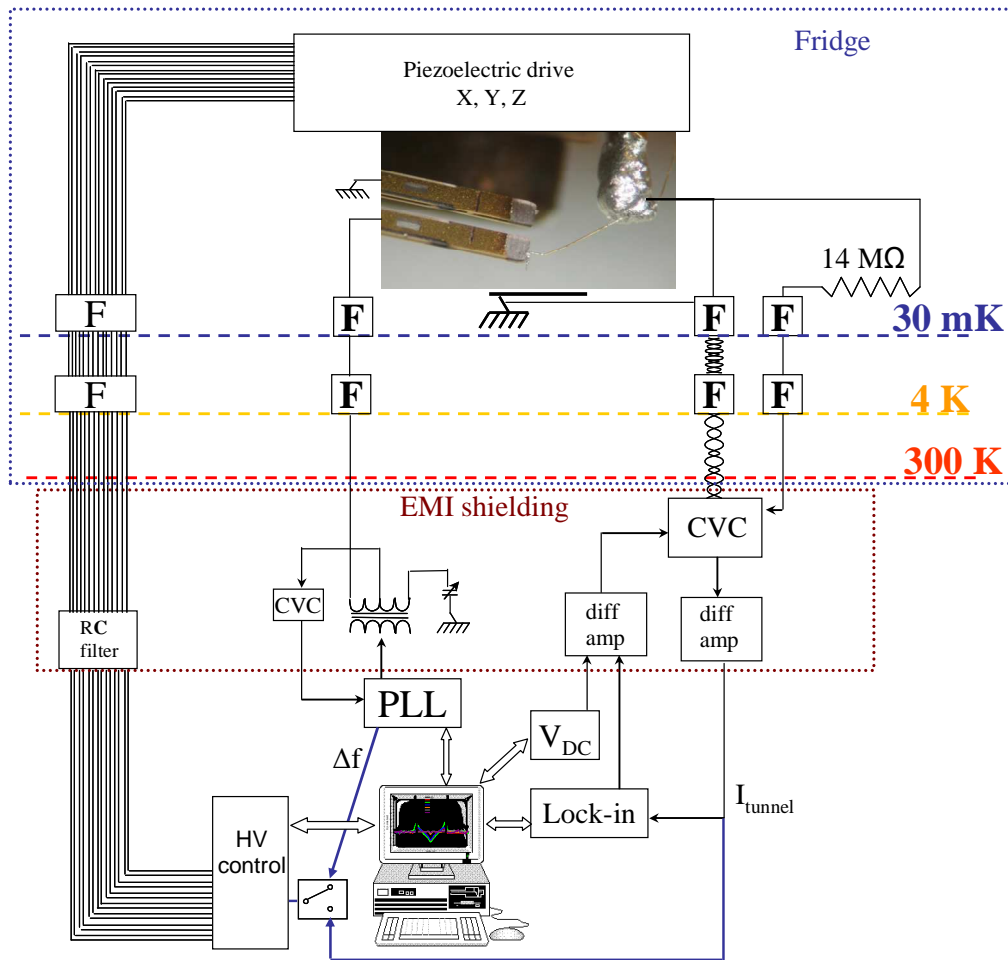 Fridge
Piezoelectric drive
X, Y, Z
14 MΩ
F
F
F
F
30 mK
F
F
F
F
4 K
300 K
EMI shielding
CVC
CVC
diff
amp
diff
amp
RC
filter
PLL
V_DC
Δf
I_tunnel
Lock-in
HV
control